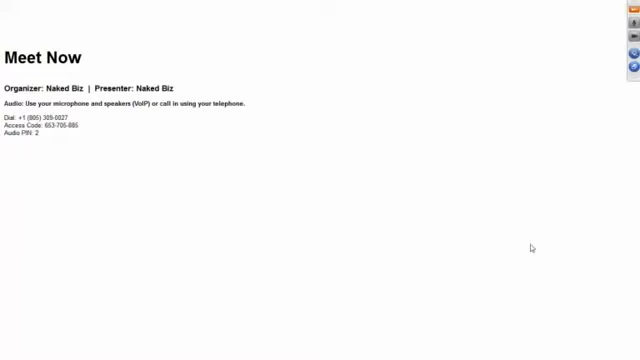 Meet Now
Organizer: Naked Biz | Presenter: Naked Biz
Audio: Use your microphone and speakers (VoIP) or call in using your telephone.
Dial: +1 (805) 309-0027
Access Code: 653-705-885
Audio PIN: 2